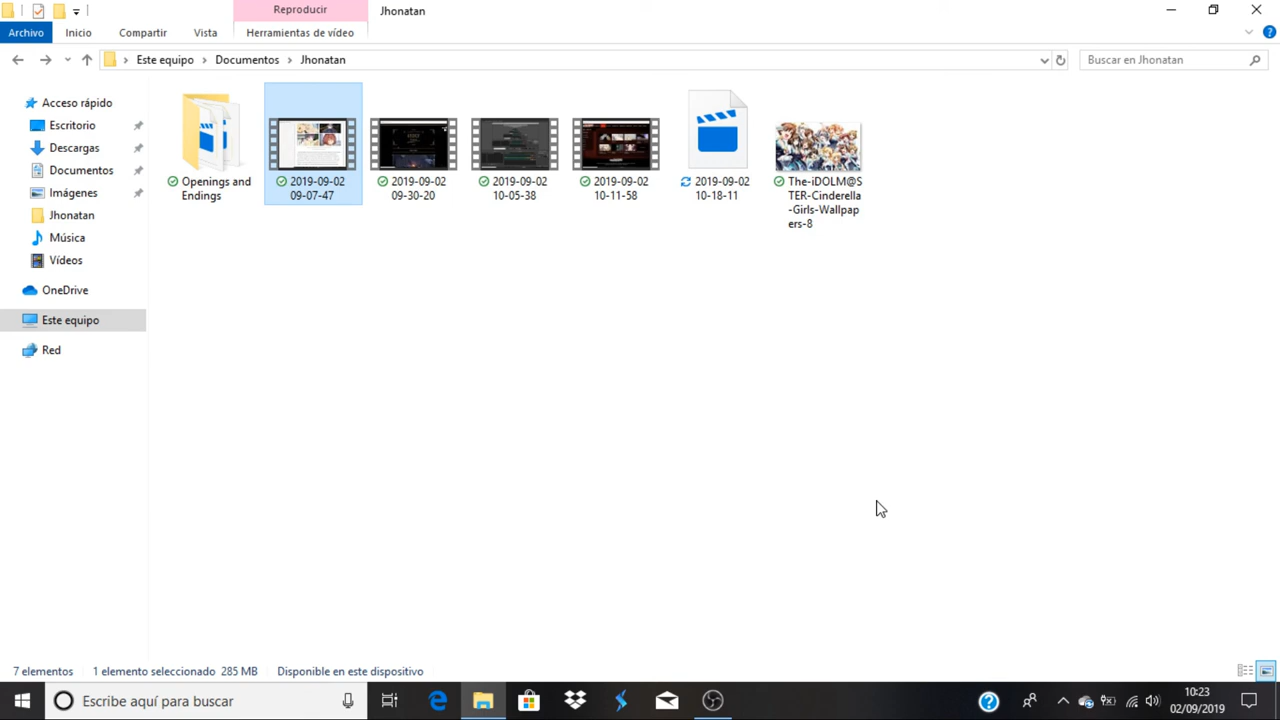 Reproducir
Jhonatan
Archivo
Inicio
Compartir
Vista
Herramientas de vídeo
Este equipo
Documentos
Jhonatan
Buscar en Jhonatan
Acceso rápido
Escritorio
Descargas
Documentos
Imágenes
Jhonatan
Música
Vídeos
OneDrive
Este equipo
Red
Openings and
Endings
2019-09-02
09-07-47
2019-09-02
09-30-20
2019-09-02
10-05-38
2019-09-02
10-11-58
2019-09-02
10-18-11
The-iDOLM@S
TER-Cinderella
-Girls-Wallpap
ers-8
7 elementos
1 elemento seleccionado 285 MB
Disponible en este dispositivo
Escribe aquí para buscar
10:23
02/09/2019